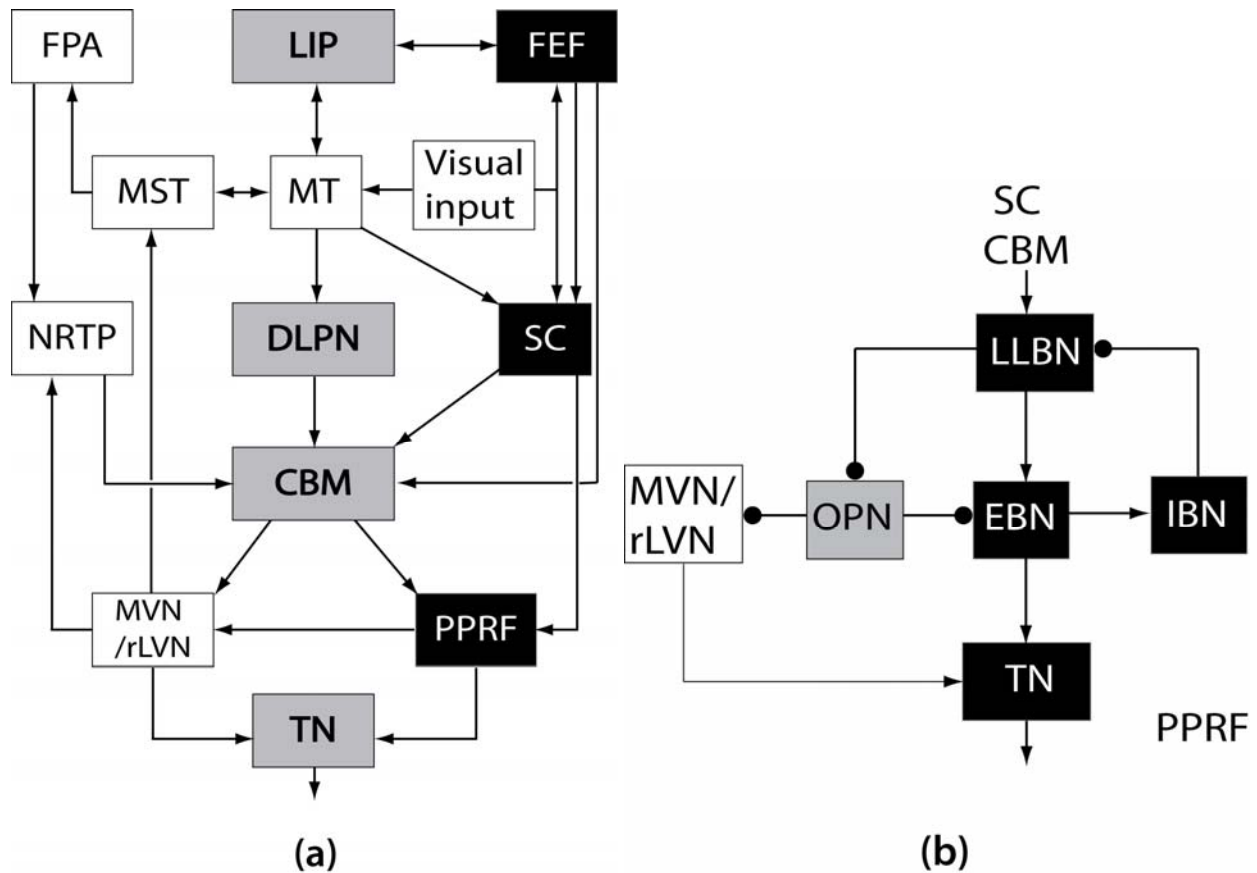 FPA
LIP
FEF
MST
MT
Visual
input
NRTP
DLPN
SC
CBM
MVN
/rLVN
PPRF
TN
(a)
SC
CBM
LLBN
MVN/
rLVN
OPN
EBN
IBN
TN
PPRF
(b)